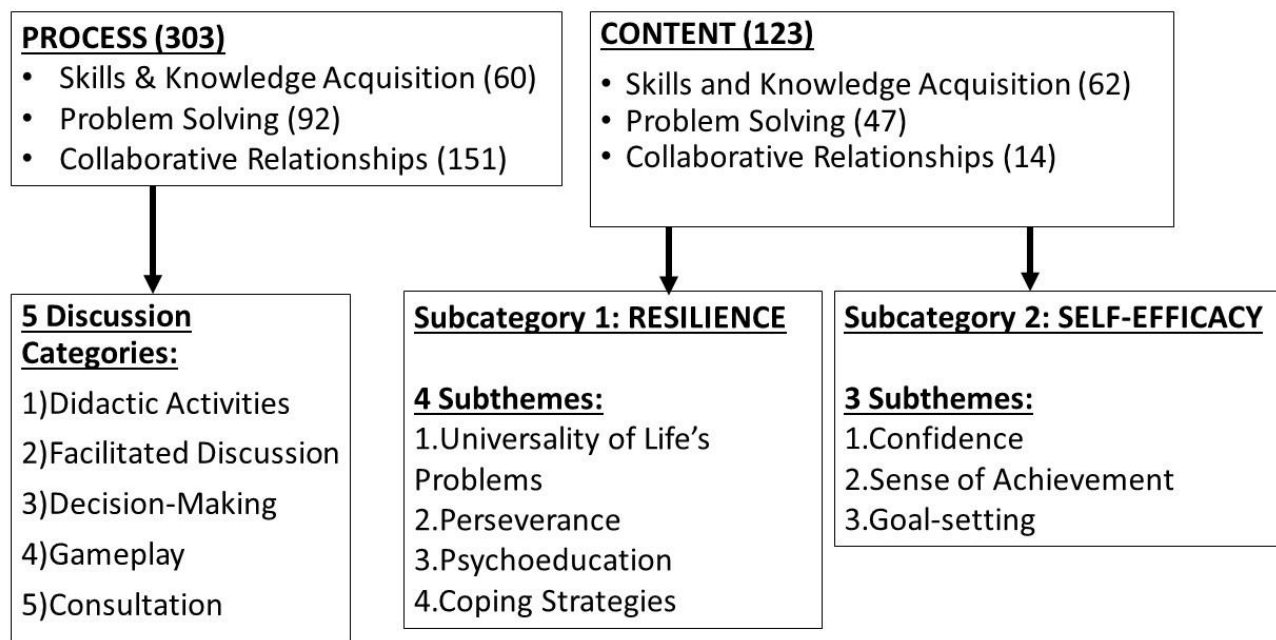 PROCESS (303)
• Skills & Knowledge Acquisition (60)
• Problem Solving (92)
• Collaborative Relationships (151)
CONTENT (123)
• Skills and Knowledge Acquisition (62)
• Problem Solving (47)
• Collaborative Relationships (14)
5 Discussion
Categories:
1)Didactic Activities
2)Facilitated Discussion
3)Decision-Making
4)Gameplay
5)Consultation
Subcategory 1: RESILIENCE
4 Subthemes:
1.Universality of Life’s
Problems
2.Perseverance
3.Psychoeducation
4.Coping Strategies
Subcategory 2: SELF-EFFICACY
3 Subthemes:
1.Confidence
2.Sense of Achievement
3.Goal-setting